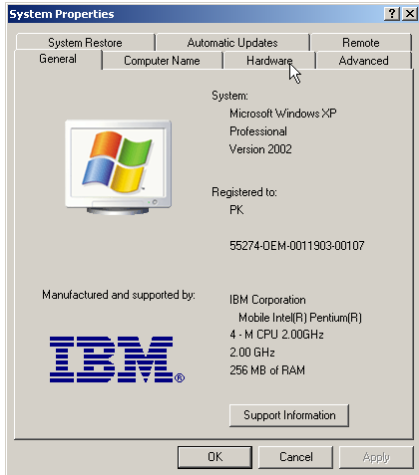 System Properties
System Restore
Automatic Updates
Remote
General
Computer Name
Hardware
Advanced
System:
Microsoft Windows XP
Professional
Version 2002
Registered to:
PK
55274-OEM-0011903-00107
Manufactured and supported by:
IBM Corporation
Mobile Intel(R) Pentium(R)
4 - M CPU 2.00GHz
2.00 GHz
256 MB of RAM
IBM®
Support Information
OK
Cancel
Apply